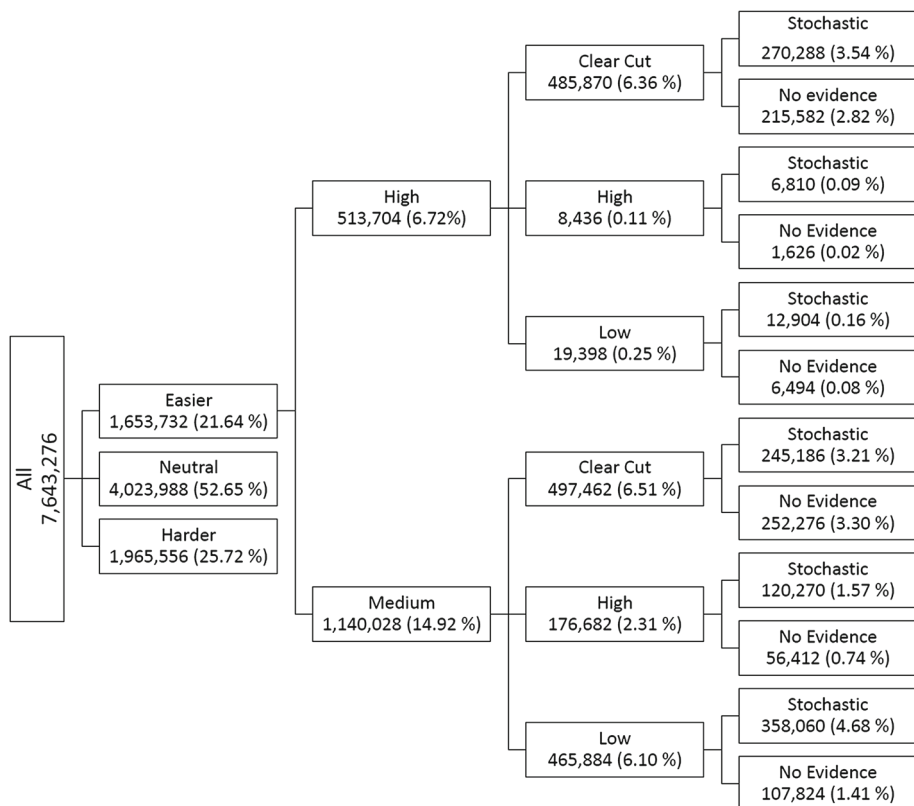 All
7,643,276
Easier
1,653,732 (21.64 %)
Neutral
4,023,988 (52.65 %)
Harder
1,965,556 (25.72 %)
High
513,704 (6.72%)
Medium
1,140,028 (14.92 %)
Clear Cut
485,870 (6.36 %)
High
8,436 (0.11 %)
Low
19,398 (0.25 %)
Clear Cut
497,462 (6.51 %)
High
176,682 (2.31 %)
Low
465,884 (6.10 %)
Stochastic
270,288 (3.54 %)
No evidence
215,582 (2.82 %)
Stochastic
6,810 (0.09 %)
No Evidence
1,626 (0.02 %)
Stochastic
12,904 (0.16 %)
No Evidence
6,494 (0.08 %)
Stochastic
245,186 (3.21 %)
No Evidence
252,276 (3.30 %)
Stochastic
120,270 (1.57 %)
No Evidence
56,412 (0.74 %)
Stochastic
358,060 (4.68 %)
No Evidence
107,824 (1.41 %)